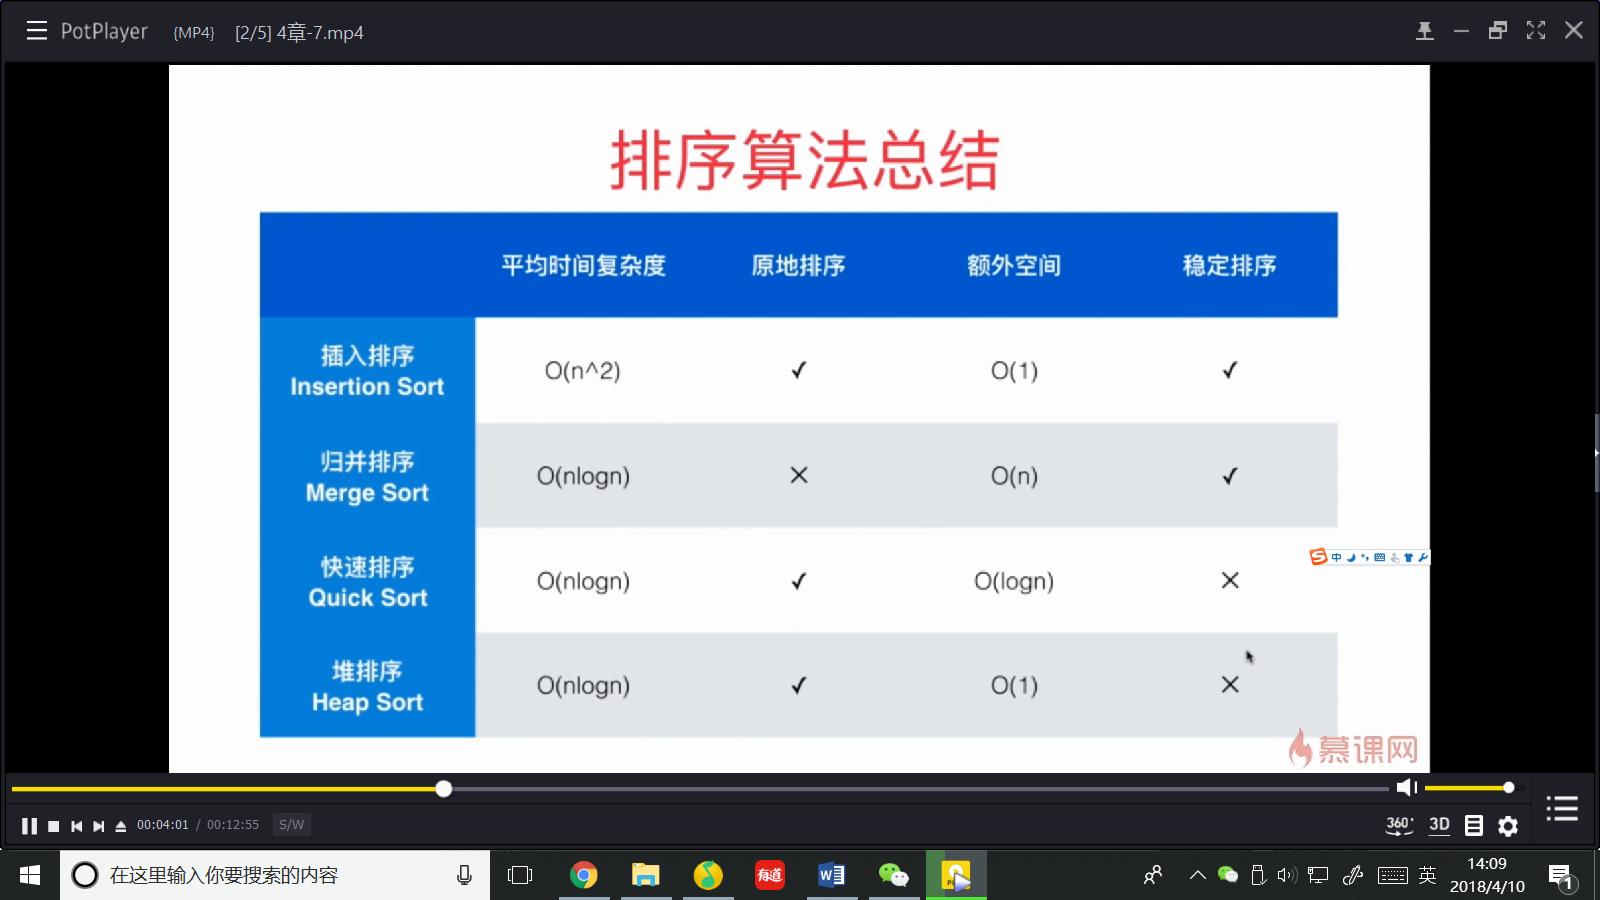 PotPlayer {MP4} [2/5] 4章-7.mp4
排序算法总结
平均时间复杂度 原地排序 额外空间 稳定排序
插入排序
Insertion Sort
O(n^2) ✓ O(1) ✓
归并排序
Merge Sort
O(nlogn) × O(n) ✓
中
快速排序
Quick Sort
O(nlogn) ✓ O(logn) ×
堆排序
Heap Sort
O(nlogn) ✓ O(1) ×
慕课网
00:04:01 / 00:12:55 S/W
360° 3D
在这里输入你要搜索的内容
有道
W
英
14:09
2018/4/10
1